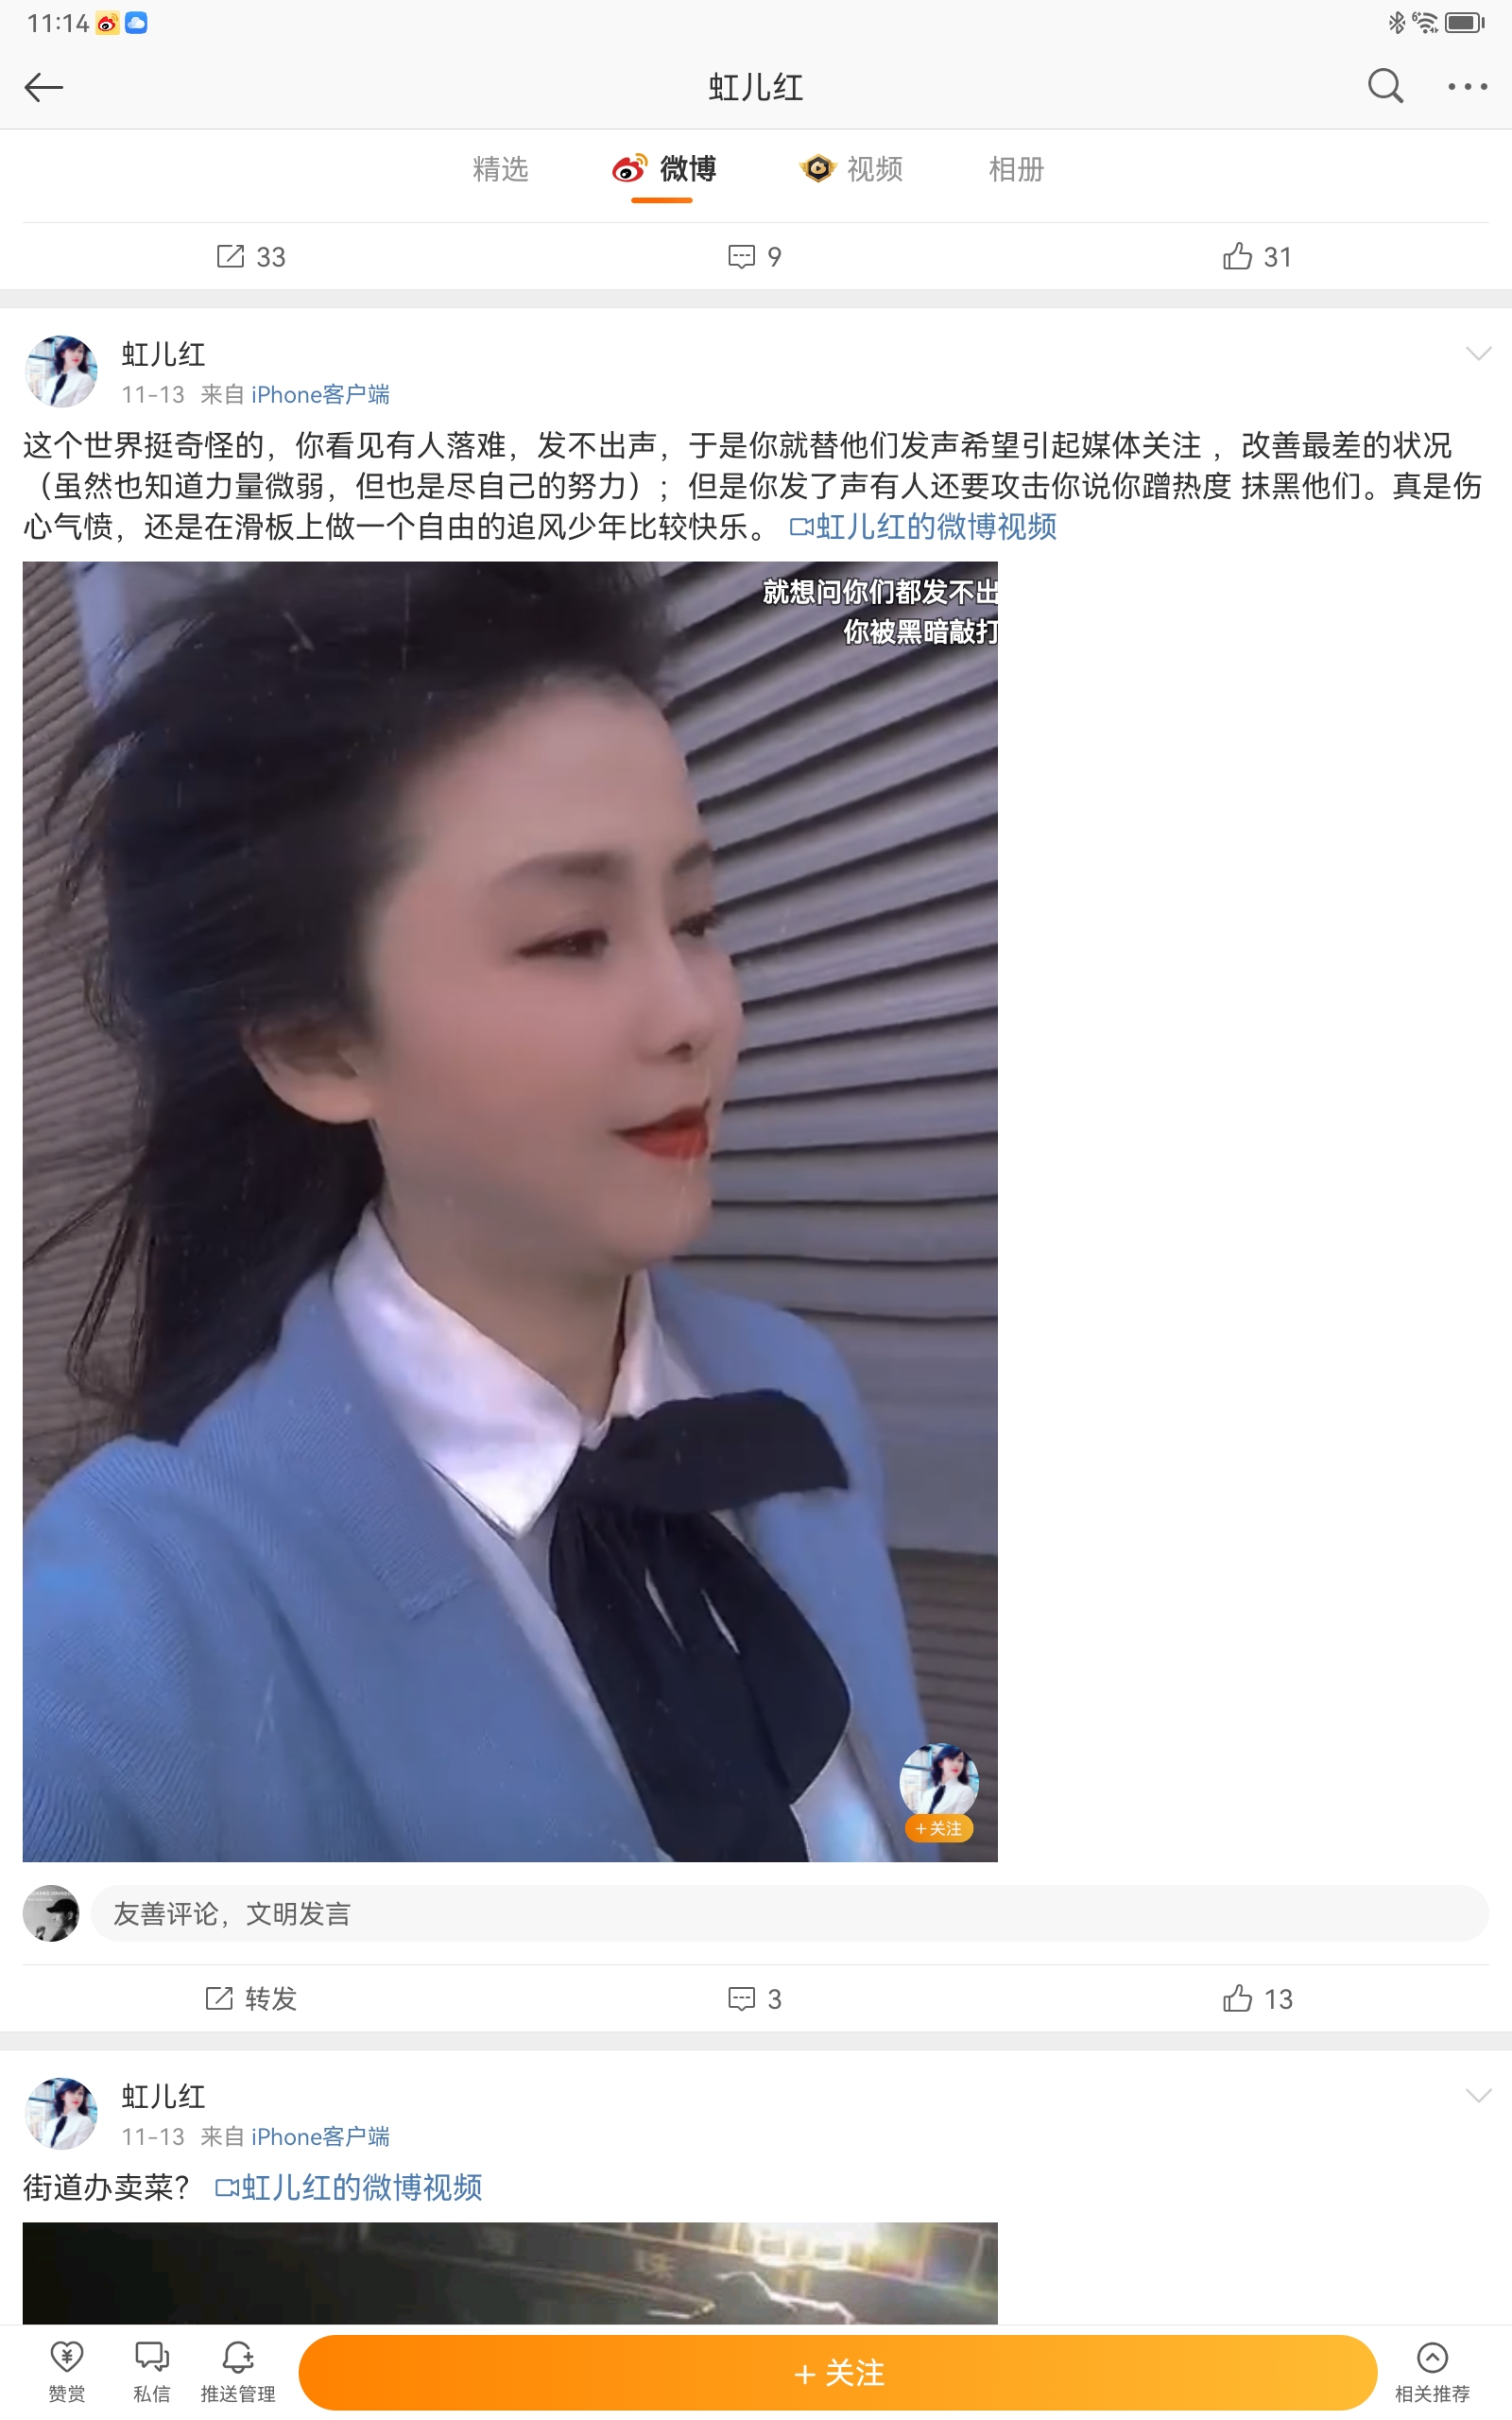 11:14
虹儿红
精选 微博 视频 相册
33 9 31
虹儿红
11-13 来自 iPhone客户端
这个世界挺奇怪的，你看见有人落难，发不出声，于是你就替他们发声希望引起媒体关注 ，改善最差的状况
（虽然也知道力量微弱，但也是尽自己的努力）；但是你发了声有人还要攻击你说你蹭热度 抹黑他们。真是伤
心气愤，还是在滑板上做一个自由的追风少年比较快乐。 虹儿红的微博视频
就想问你们都发不出
你被黑暗敲打
+关注
友善评论，文明发言
转发 3 13
虹儿红
11-13 来自 iPhone客户端
街道办卖菜？ 虹儿红的微博视频
赞赏 私信 推送管理 +关注 相关推荐